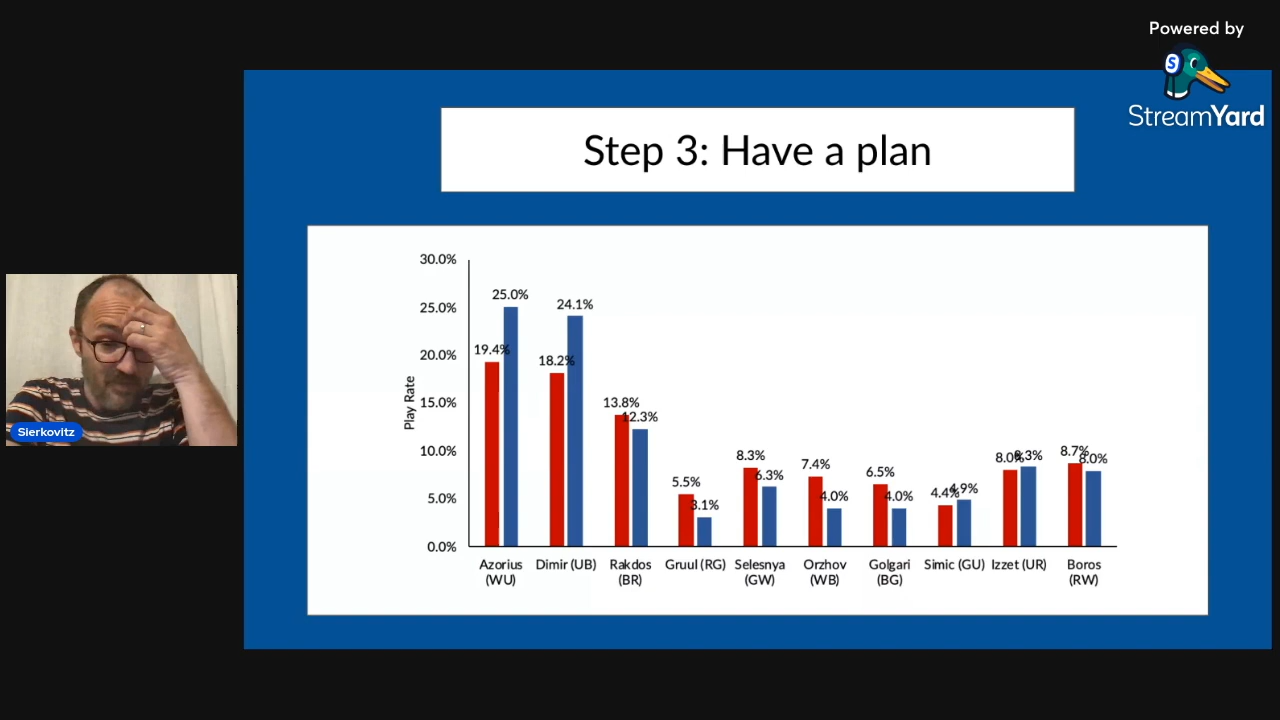 Powered by
StreamYard
Step 3: Have a plan
30.0%
25.0%
20.0%
15.0%
10.0%
5.0%
0.0%
Play Rate
19.4% 25.0%
18.2% 24.1%
13.8% 12.3%
5.5% 3.1%
8.3% 6.3%
7.4% 4.0%
6.5% 4.0%
4.4% 4.9%
8.0% 8.3%
8.7% 8.0%
Azorius (WU)
Dimir (UB)
Rakdos (BR)
Gruul (RG)
Selesnya (GW)
Orzhov (WB)
Golgari (BG)
Simic (GU)
Izzet (UR)
Boros (RW)
Sierkovitz